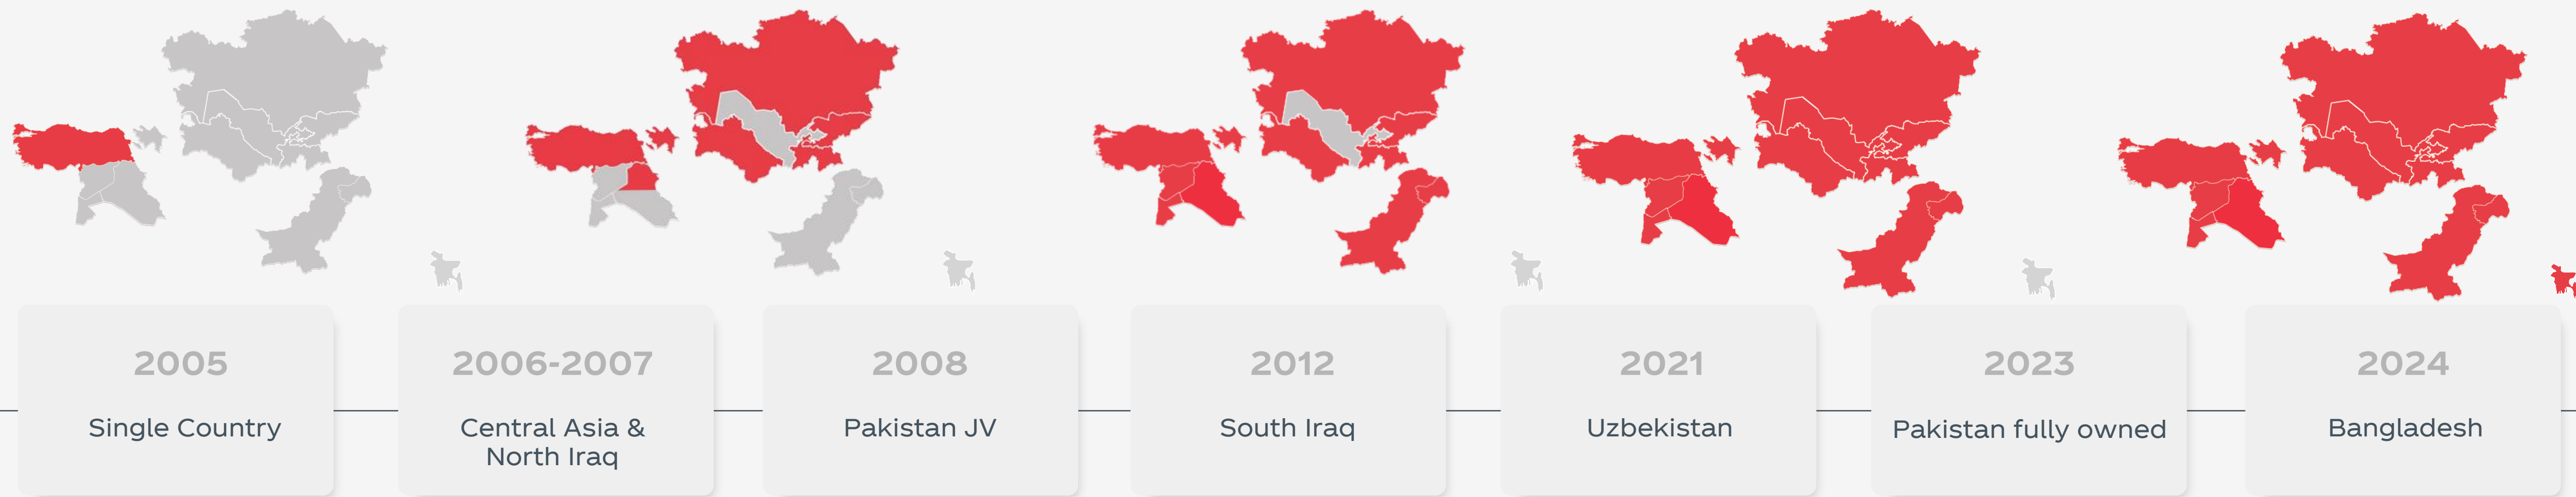 2005
Single Country
2006-2007
Central Asia &
North Iraq
2008
Pakistan JV
2012
South Iraq
2021
Uzbekistan
2023
Pakistan fully owned
2024
Bangladesh